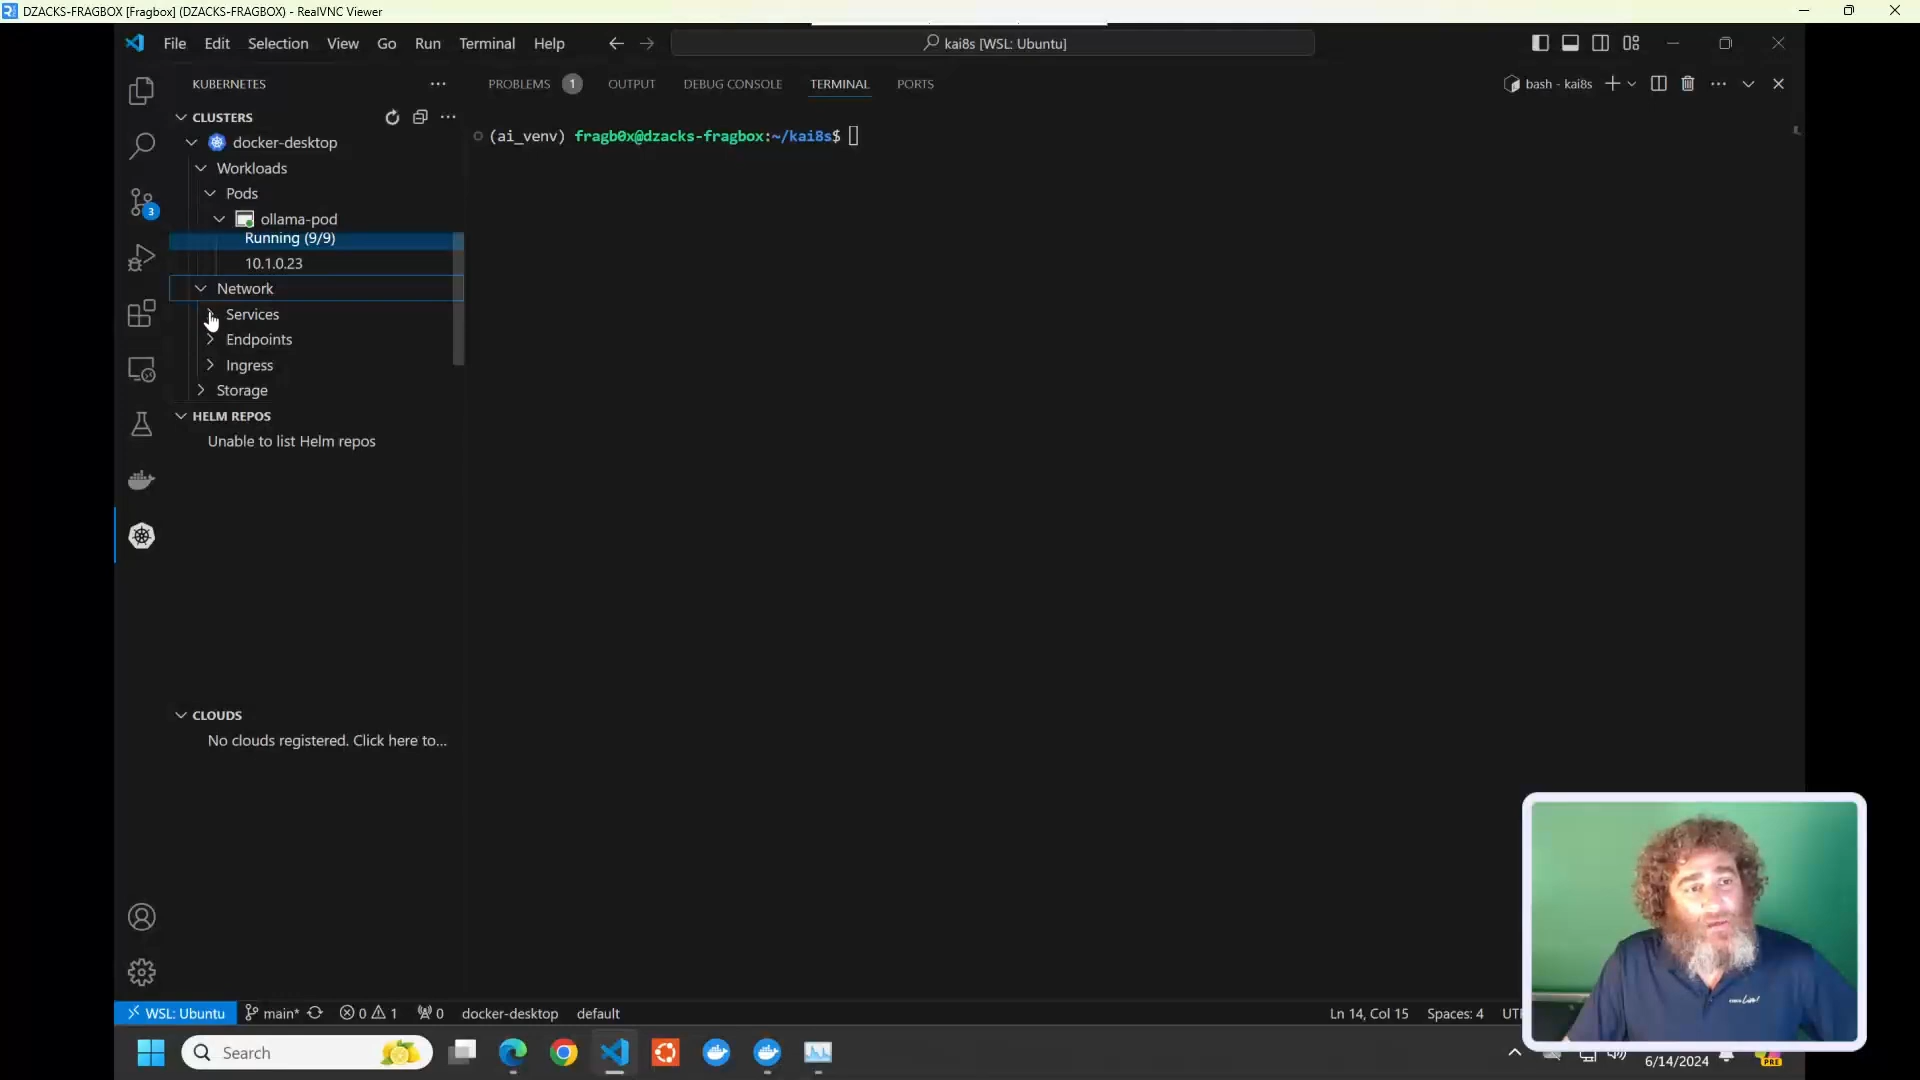 DZACKS-FRAGBOX [Fragbox] (DZACKS-FRAGBOX) - RealVNC Viewer
File Edit Selection View Go Run Terminal Help
kai8s [WSL: Ubuntu]
KUBERNETES
PROBLEMS 1 OUTPUT DEBUG CONSOLE TERMINAL PORTS
bash - kai8s
CLUSTERS
docker-desktop
(ai_venv) fragb0x@dzacks-fragbox:~/kai8s$
Workloads
Pods
ollama-pod
Running (9/9)
10.1.0.23
Network
Services
Endpoints
Ingress
Storage
HELM REPOS
Unable to list Helm repos
CLOUDS
No clouds registered. Click here to...
3
WSL: Ubuntu main* 0 1 0 docker-desktop default
Ln 14, Col 15 Spaces: 4
Search
6/14/2024
PRE